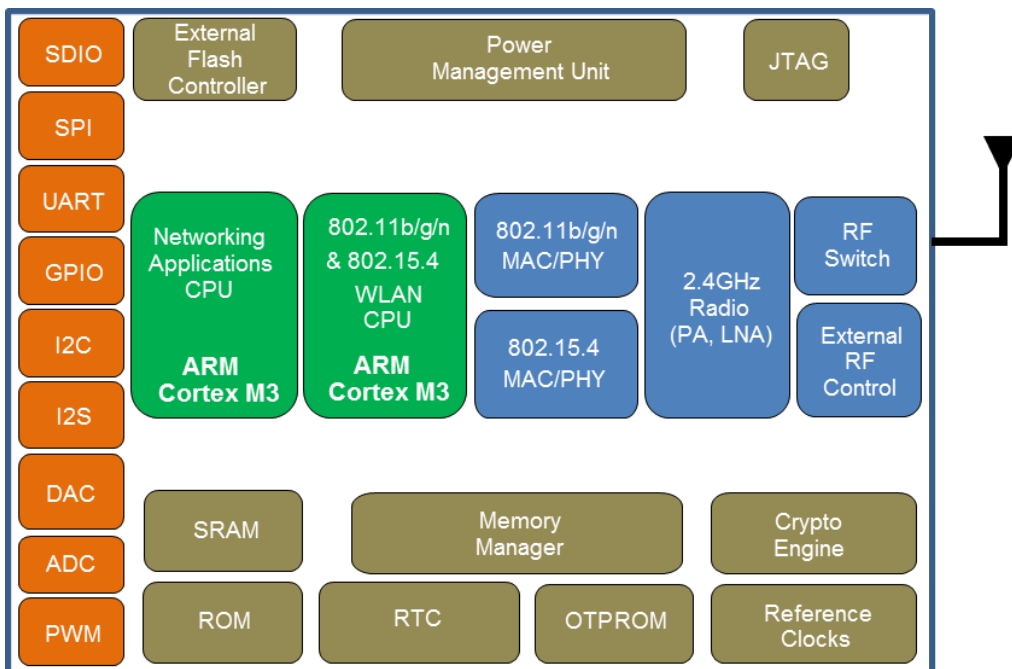 SDIO
SPI
UART
GPIO
I2C
I2S
DAC
ADC
PWM
External
Flash
Controller
Power
Management Unit
JTAG
Networking
Applications
CPU
ARM
Cortex M3
802.11b/g/n
& 802.15.4
WLAN
CPU
ARM
Cortex M3
802.11b/g/n
MAC/PHY
802.15.4
MAC/PHY
2.4GHz
Radio
(PA, LNA)
RF
Switch
External
RF
Control
SRAM
Memory
Manager
Crypto
Engine
ROM
RTC
OTPROM
Reference
Clocks